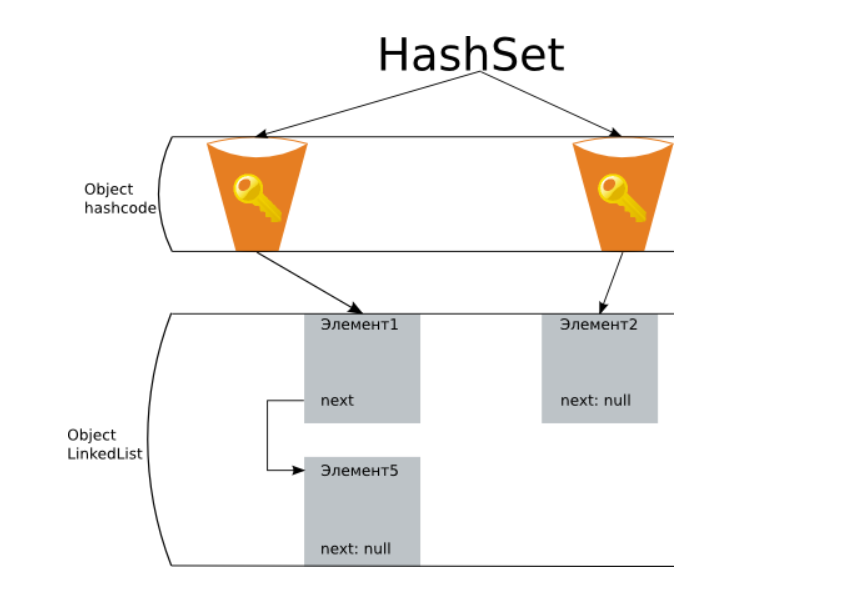 HashSet
Object
hashcode
Элемент1
Элемент2
next
next: null
Object
LinkedList
Элемент5
next: null